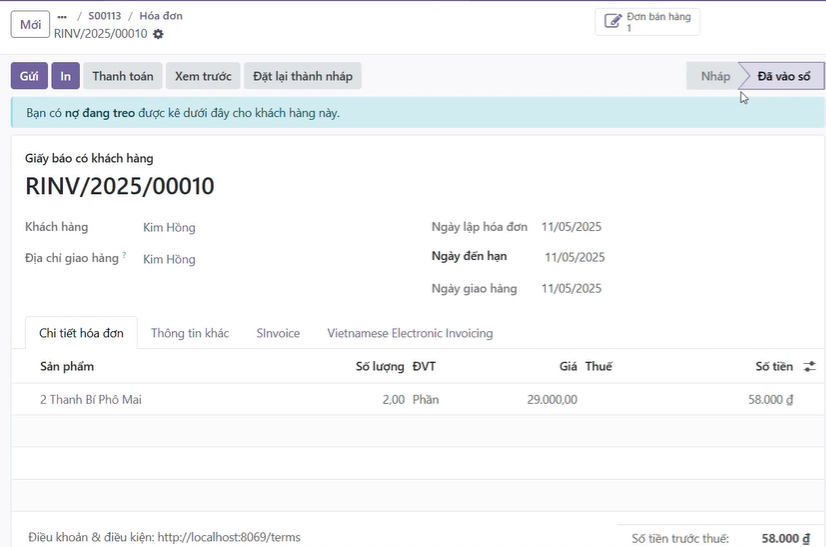 Mới ... / S00113 / Hóa đơn
RINV/2025/00010
Đơn bán hàng
1
Gửi In Thanh toán Xem trước Đặt lại thành nháp Nháp Đã vào sổ
Bạn có nợ đang treo được kê dưới đây cho khách hàng này.
Giấy báo có khách hàng
RINV/2025/00010
Khách hàng Kim Hồng Ngày lập hóa đơn 11/05/2025
Địa chỉ giao hàng ? Kim Hồng Ngày đến hạn 11/05/2025
Ngày giao hàng 11/05/2025
Chi tiết hóa đơn Thông tin khác SInvoice Vietnamese Electronic Invoicing
Sản phẩm Số lượng ĐVT Giá Thuế Số tiền
2 Thanh Bí Phô Mai 2,00 Phần 29.000,00 58.000 ₫
Điều khoản & điều kiện: http://localhost:8069/terms Số tiền trước thuế: 58.000 ₫